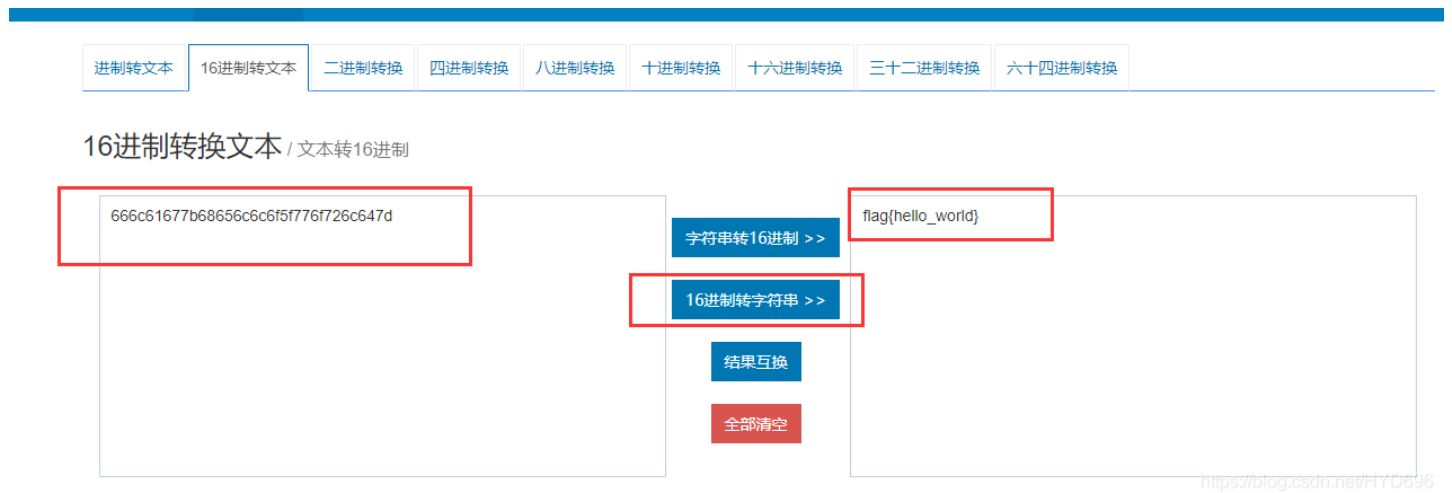 进制转文本 16进制转文本 二进制转换 四进制转换 八进制转换 十进制转换 十六进制转换 三十二进制转换 六十四进制转换
16进制转换文本 / 文本转16进制
666c61677b68656c6c6f5f776f726c647d
字符串转16进制 >>
16进制转字符串 >>
结果互换
全部清空
flag{hello_world}
https://blog.csdn.net/HYD696